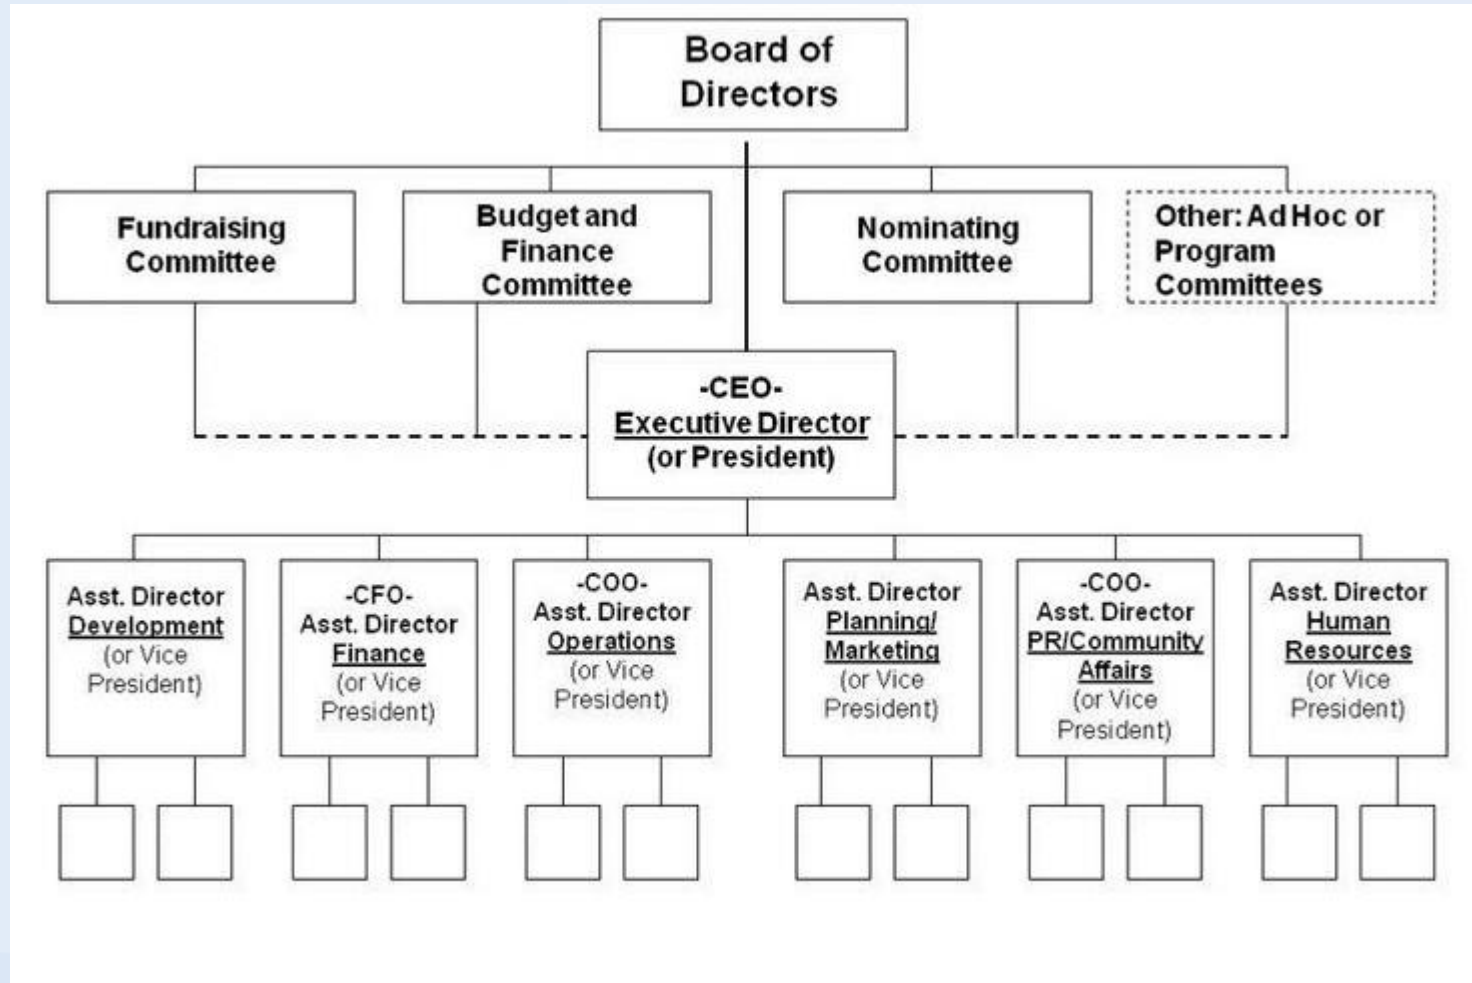 Board of
Directors
Fundraising
Committee
Budget and
Finance
Committee
Nominating
Committee
Other: Ad Hoc or
Program
Committees
-CEO-
Executive Director
(or President)
Asst. Director
Development
(or Vice
President)
-CFO-
Asst. Director
Finance
(or Vice
President)
-COO-
Asst. Director
Operations
(or Vice
President)
Asst. Director
Planning/
Marketing
(or Vice
President)
-COO-
Asst. Director
PR/Community
Affairs
(or Vice
President)
Asst. Director
Human
Resources
(or Vice
President)